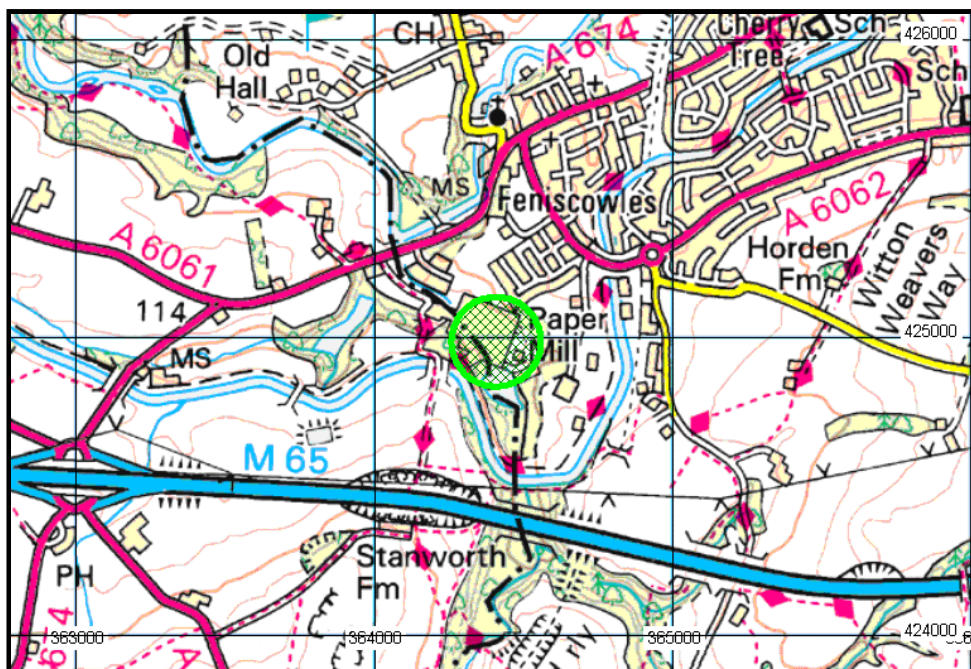 CH
A 674
Cherry
Tree
Sch
426000
Sch
Old
Hall
MS
Feniscowles
A 6062
A 6061
Horden
Fm
Witton
Weavers
Way
114
Paper
Mill
425000
MS
M 65
Stanworth
Fm
PH
363000
364000
365000
424000